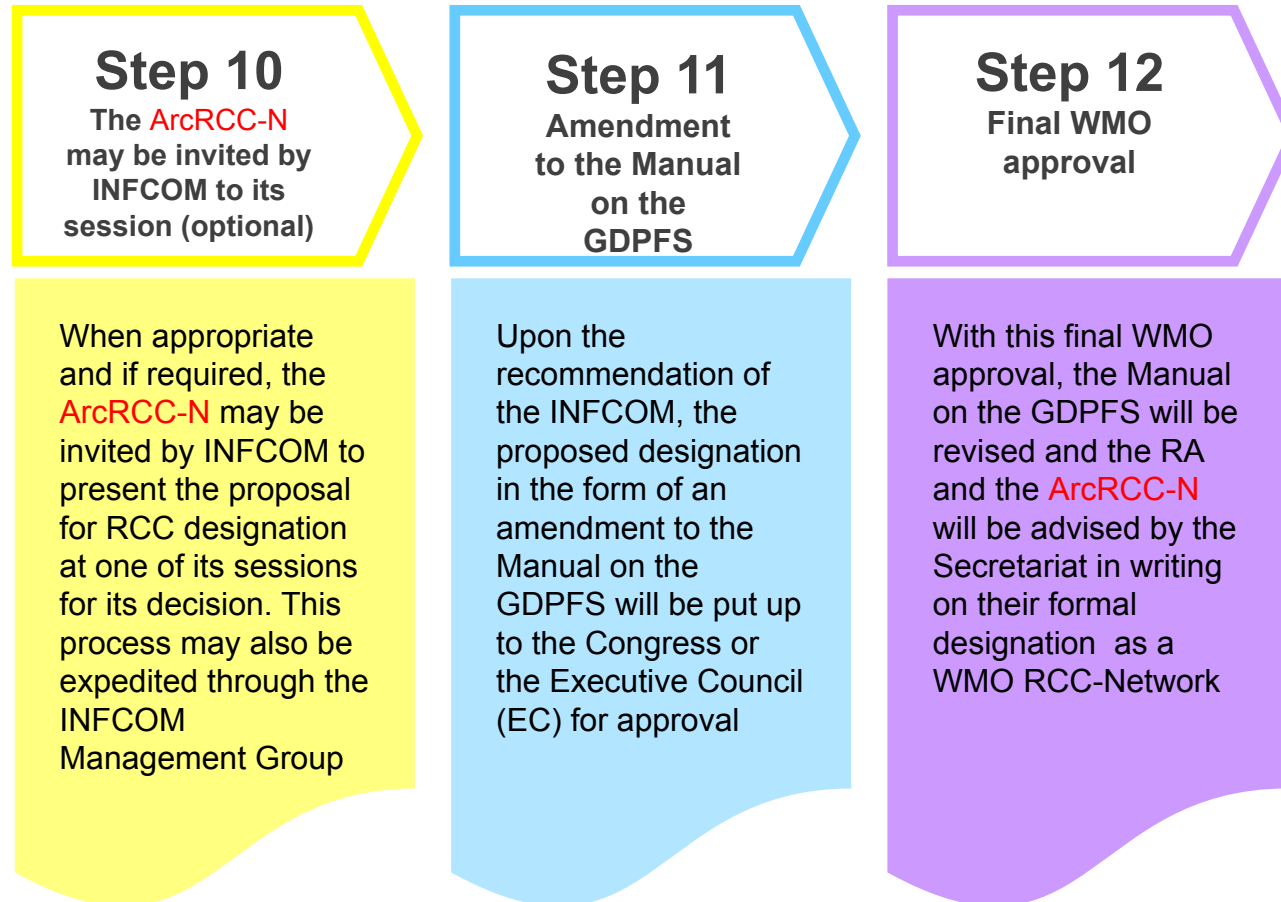 Step 10
The ArcRCC-N
may be invited by
INFCOM to its
session (optional)
When appropriate
and if required, the
ArcRCC-N may be
invited by INFCOM to
present the proposal
for RCC designation
at one of its sessions
for its decision. This
process may also be
expedited through the
INFCOM
Management Group
Step 11
Amendment
to the Manual
on the
GDPFS
Upon the
recommendation of
the INFCOM, the
proposed designation
in the form of an
amendment to the
Manual on the
GDPFS will be put up
to the Congress or
the Executive Council
(EC) for approval
Step 12
Final WMO
approval
With this final WMO
approval, the Manual
on the GDPFS will be
revised and the RA
and the ArcRCC-N
will be advised by the
Secretariat in writing
on their formal
designation  as a
WMO RCC-Network